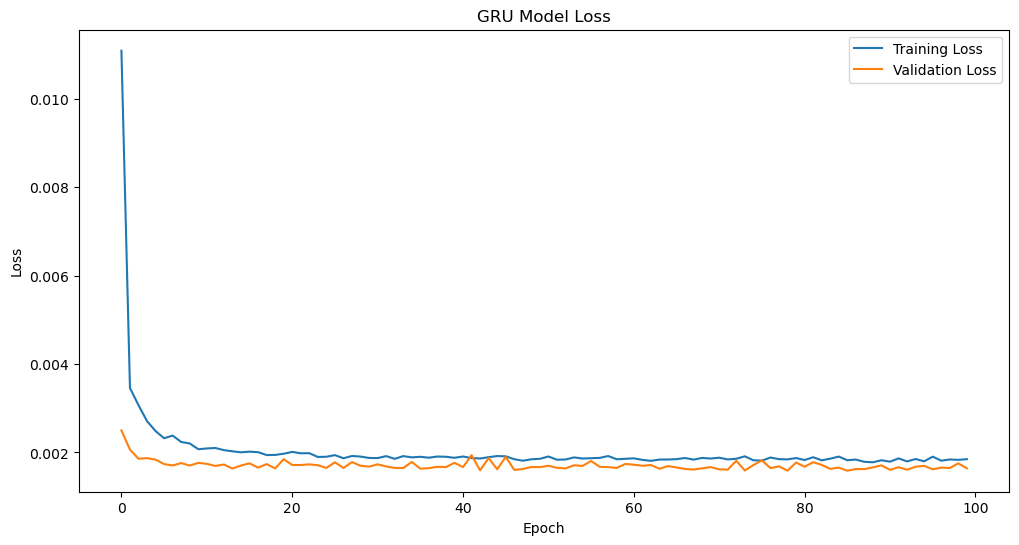 GRU Model Loss
Training Loss
Validation Loss
0.010
0.008
0.006
0.004
0.002
Loss
0
20
40
60
80
100
Epoch